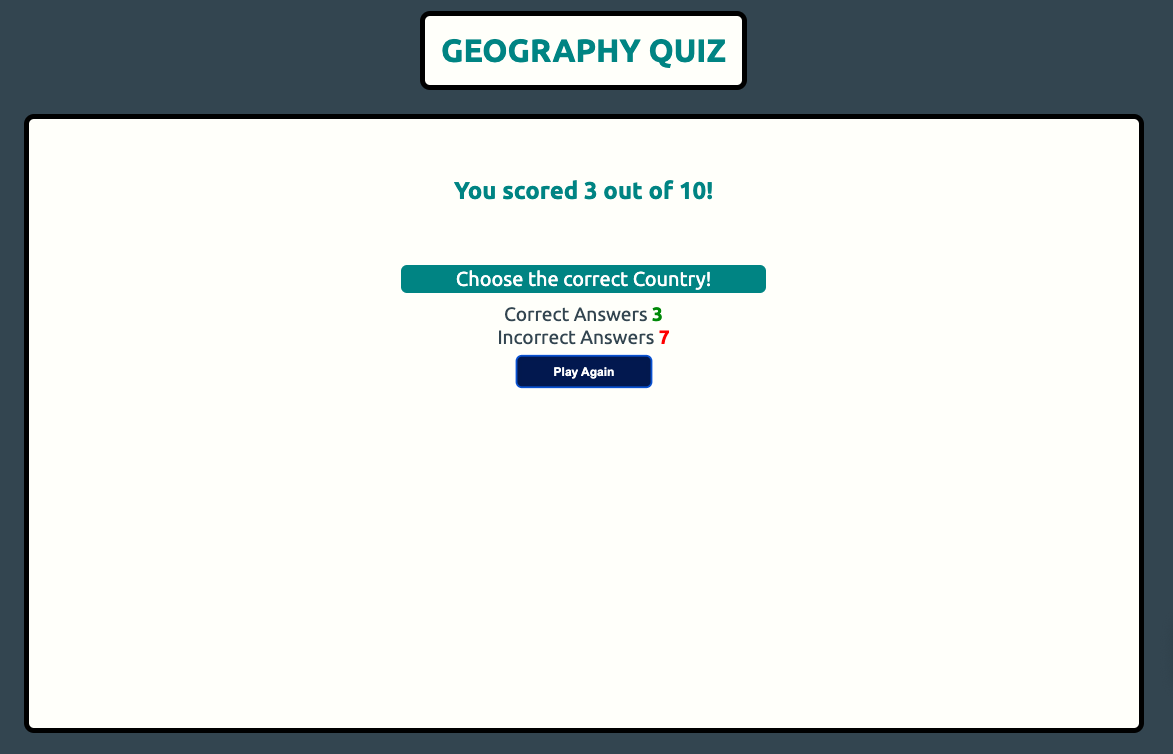 GEOGRAPHY QUIZ
You scored 3 out of 10!
Choose the correct Country!
Correct Answers 3
Incorrect Answers 7
Play Again